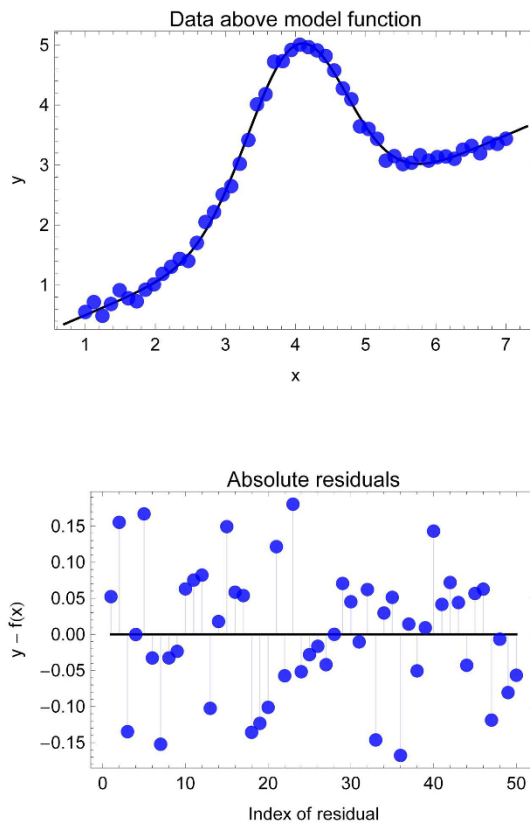 Data above model function
5
4
3
2
1
y
1 2 3 4 5 6 7
x
Absolute residuals
0.15
0.10
0.05
0.00
−0.05
−0.10
−0.15
y − f(x)
0 10 20 30 40 50
Index of residual